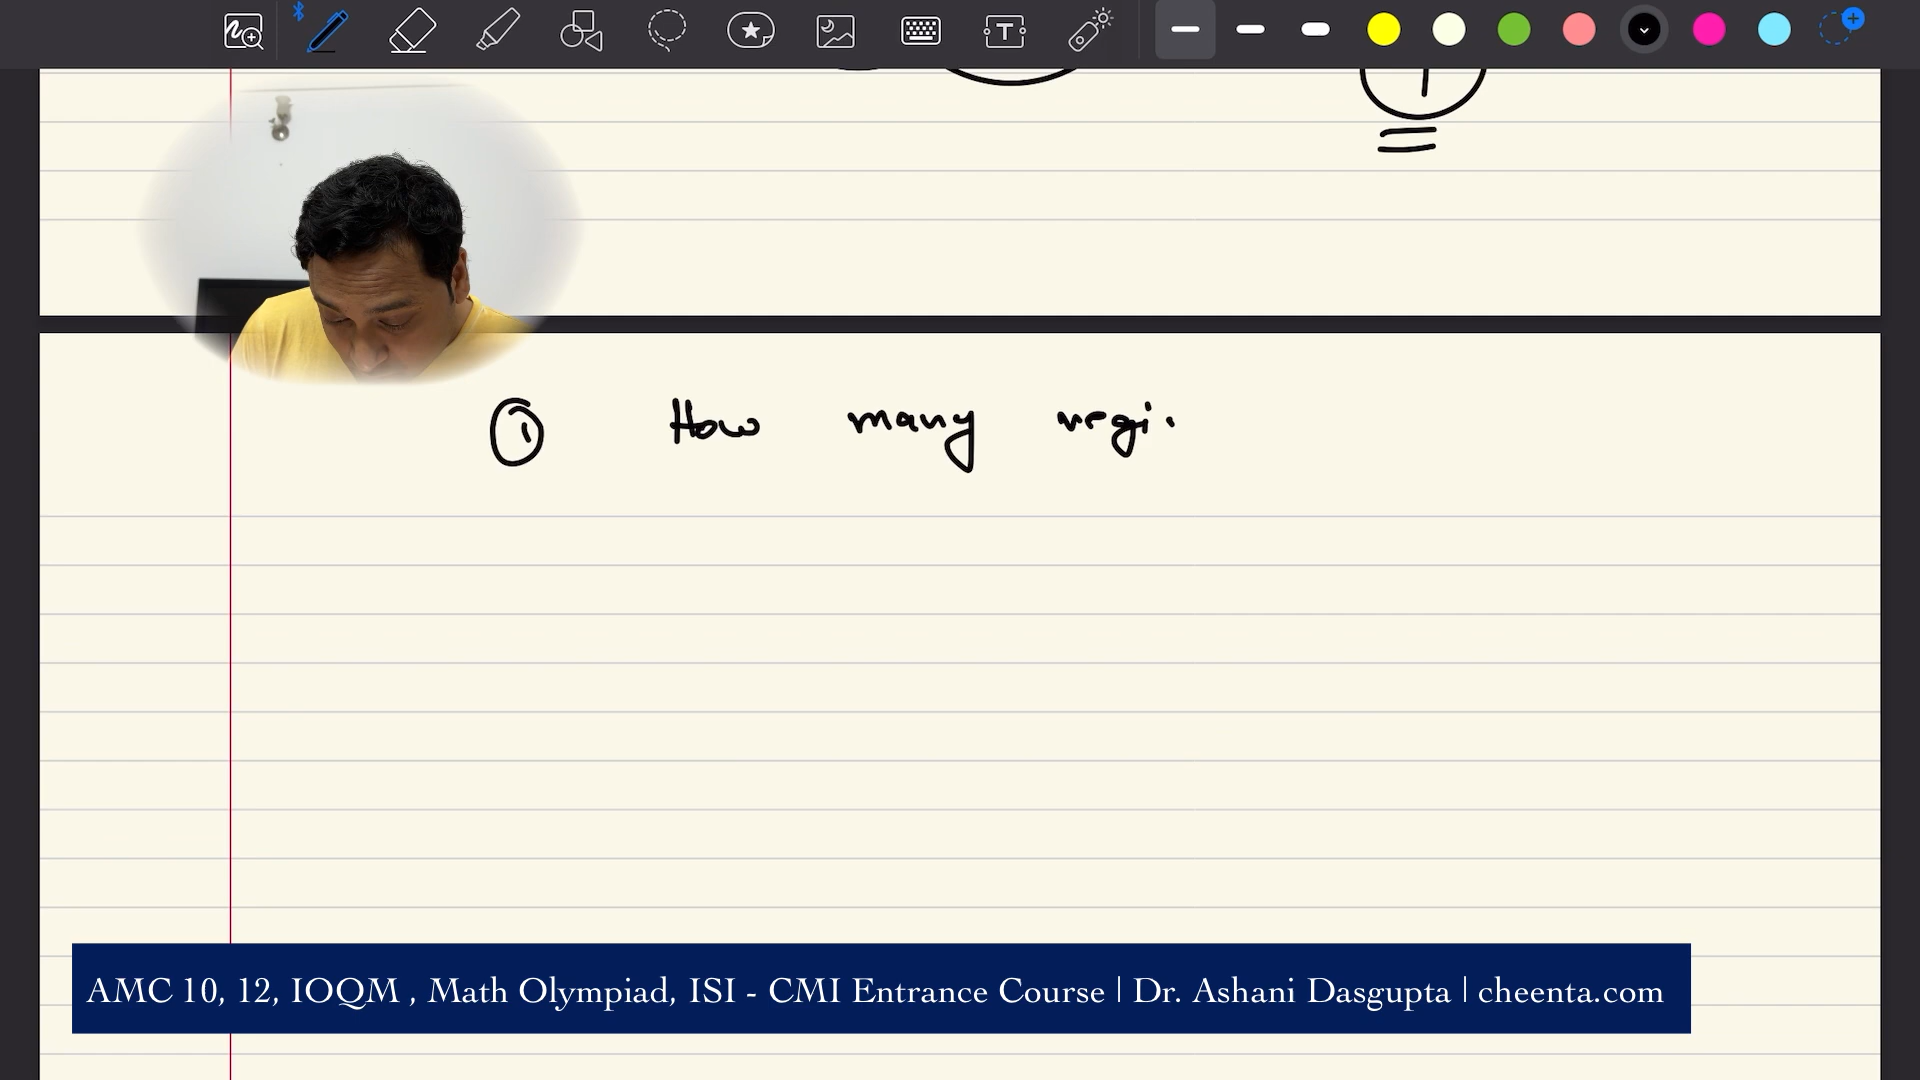 ① How many regi.
AMC 10, 12, IOQM , Math Olympiad, ISI - CMI Entrance Course | Dr. Ashani Dasgupta | cheenta.com